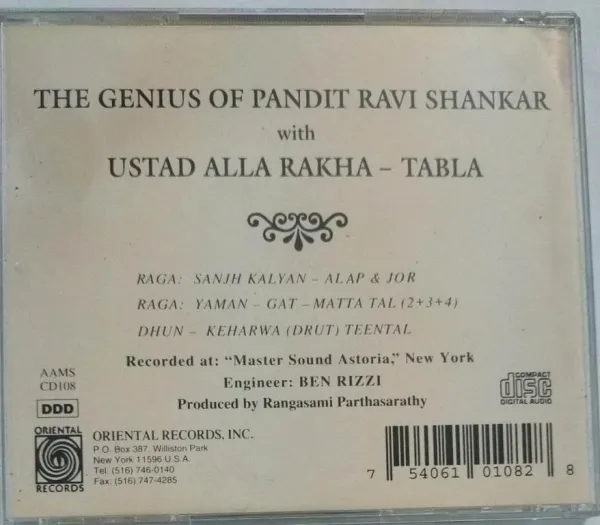 THE GENIUS OF PANDIT RAVI SHANKAR
with
USTAD ALLA RAKHA – TABLA
RAGA: SANJH KALYAN – ALAP & JOR
RAGA: YAMAN – GAT – MATTA TAL (2+3+4)
DHUN – KEHARWA (DRUT) TEENTAL
Recorded at: "Master Sound Astoria," New York
Engineer: BEN RIZZI
Produced by Rangasami Parthasarathy
AAMS
CD108
DDD
COMPACT
disc
DIGITAL AUDIO
ORIENTAL
RECORDS
ORIENTAL RECORDS, INC.
P.O. Box 387, Williston Park
New York 11596 U.S.A
Tel. (516) 746-0140
Fax. (516) 747-4285
7 54061 01082 8